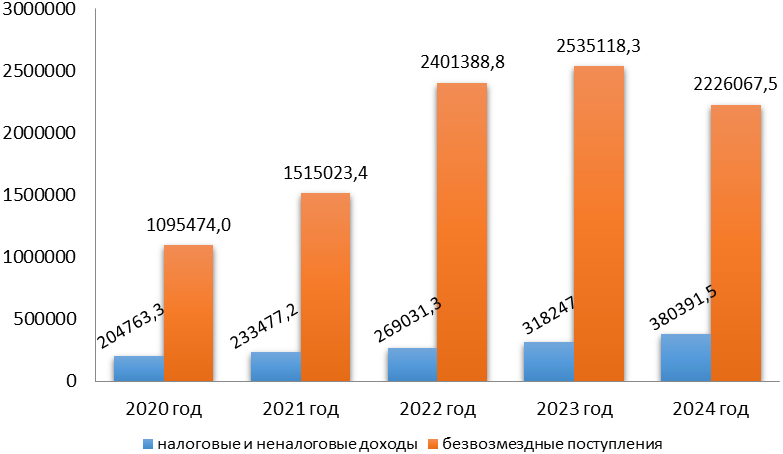 3000000
2500000
2000000
1500000
1000000
500000
0
204763,3
1095474,0
233477,2
1515023,4
269031,3
2401388,8
318247
2535118,3
380391,5
2226067,5
2020 год
2021 год
2022 год
2023 год
2024 год
налоговые и неналоговые доходы
безвозмездные поступления